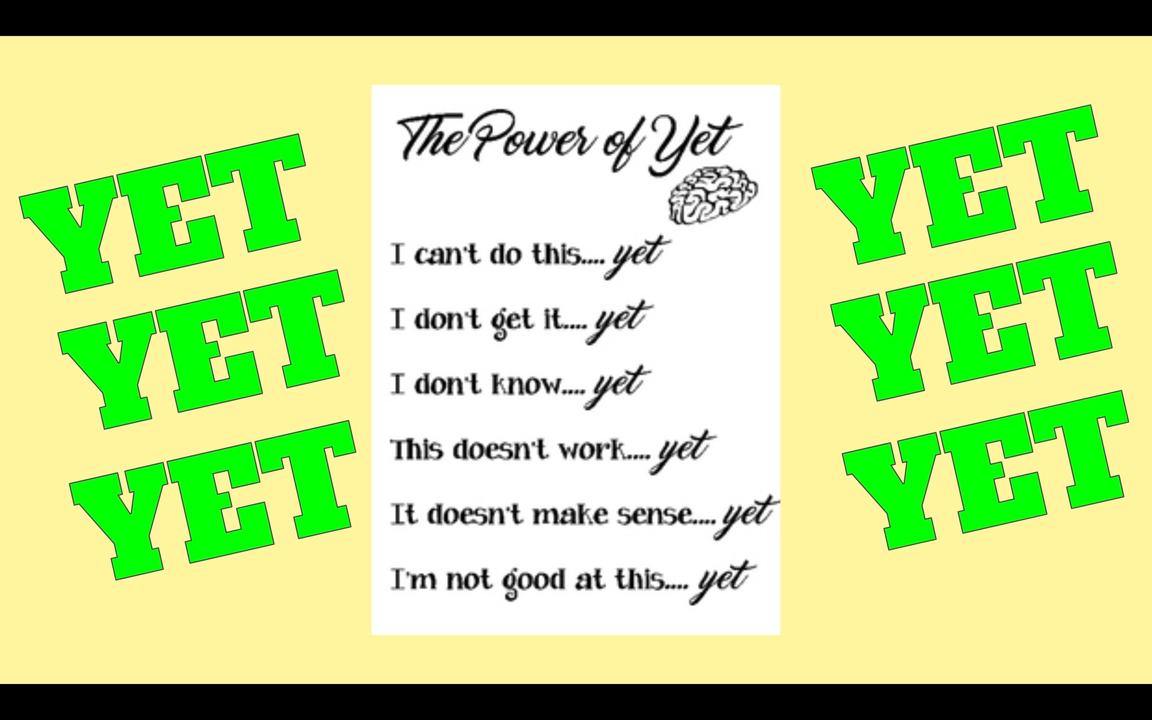 YET
YET
YET
The Power of Yet
I can't do this.... yet
I don't get it.... yet
I don't know.... yet
This doesn't work.... yet
It doesn't make sense.... yet
I'm not good at this.... yet
YET
YET
YET